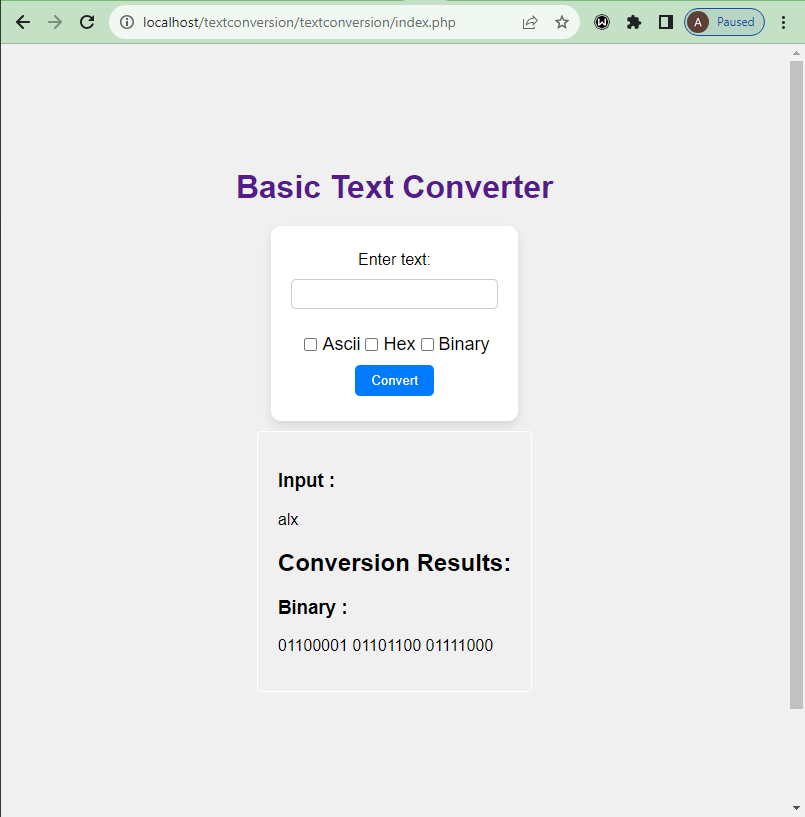 localhost/textconversion/textconversion/index.php
A Paused
Basic Text Converter
Enter text:
Ascii Hex Binary
Convert
Input :
alx
Conversion Results:
Binary :
01100001 01101100 01111000